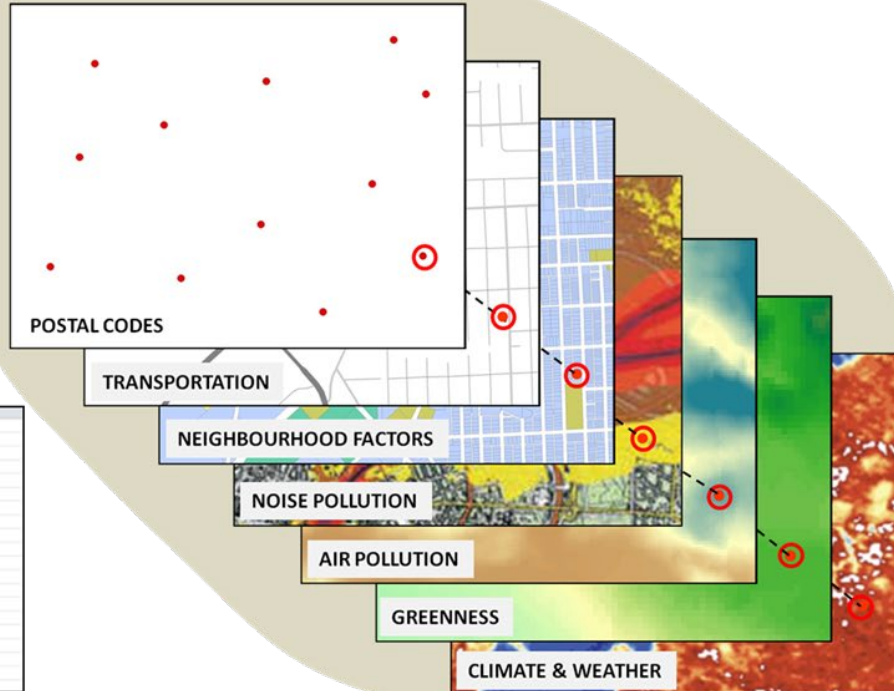 POSTAL CODES
TRANSPORTATION
NEIGHBOURHOOD FACTORS
NOISE POLLUTION
AIR POLLUTION
GREENNESS
CLIMATE & WEATHER